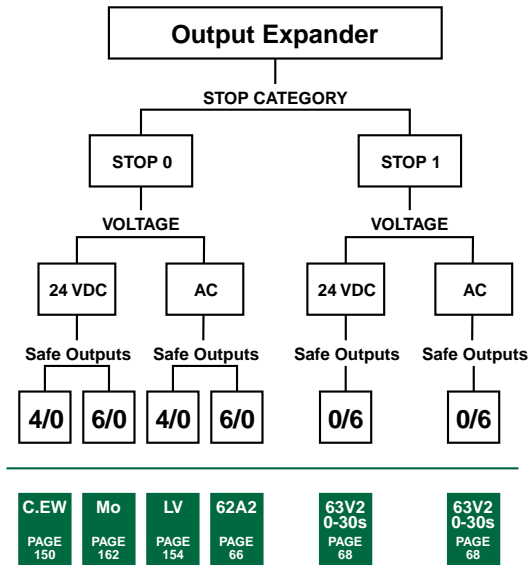 Output Expander
STOP CATEGORY
STOP 0 STOP 1
VOLTAGE VOLTAGE
24 VDC AC 24 VDC AC
Safe Outputs Safe Outputs Safe Outputs Safe Outputs
4/0 6/0 4/0 6/0 0/6 0/6
C.EW Mo LV 62A2 63V2 63V2
0-30s 0-30s
PAGE PAGE PAGE PAGE PAGE PAGE
150 162 154 66 68 68